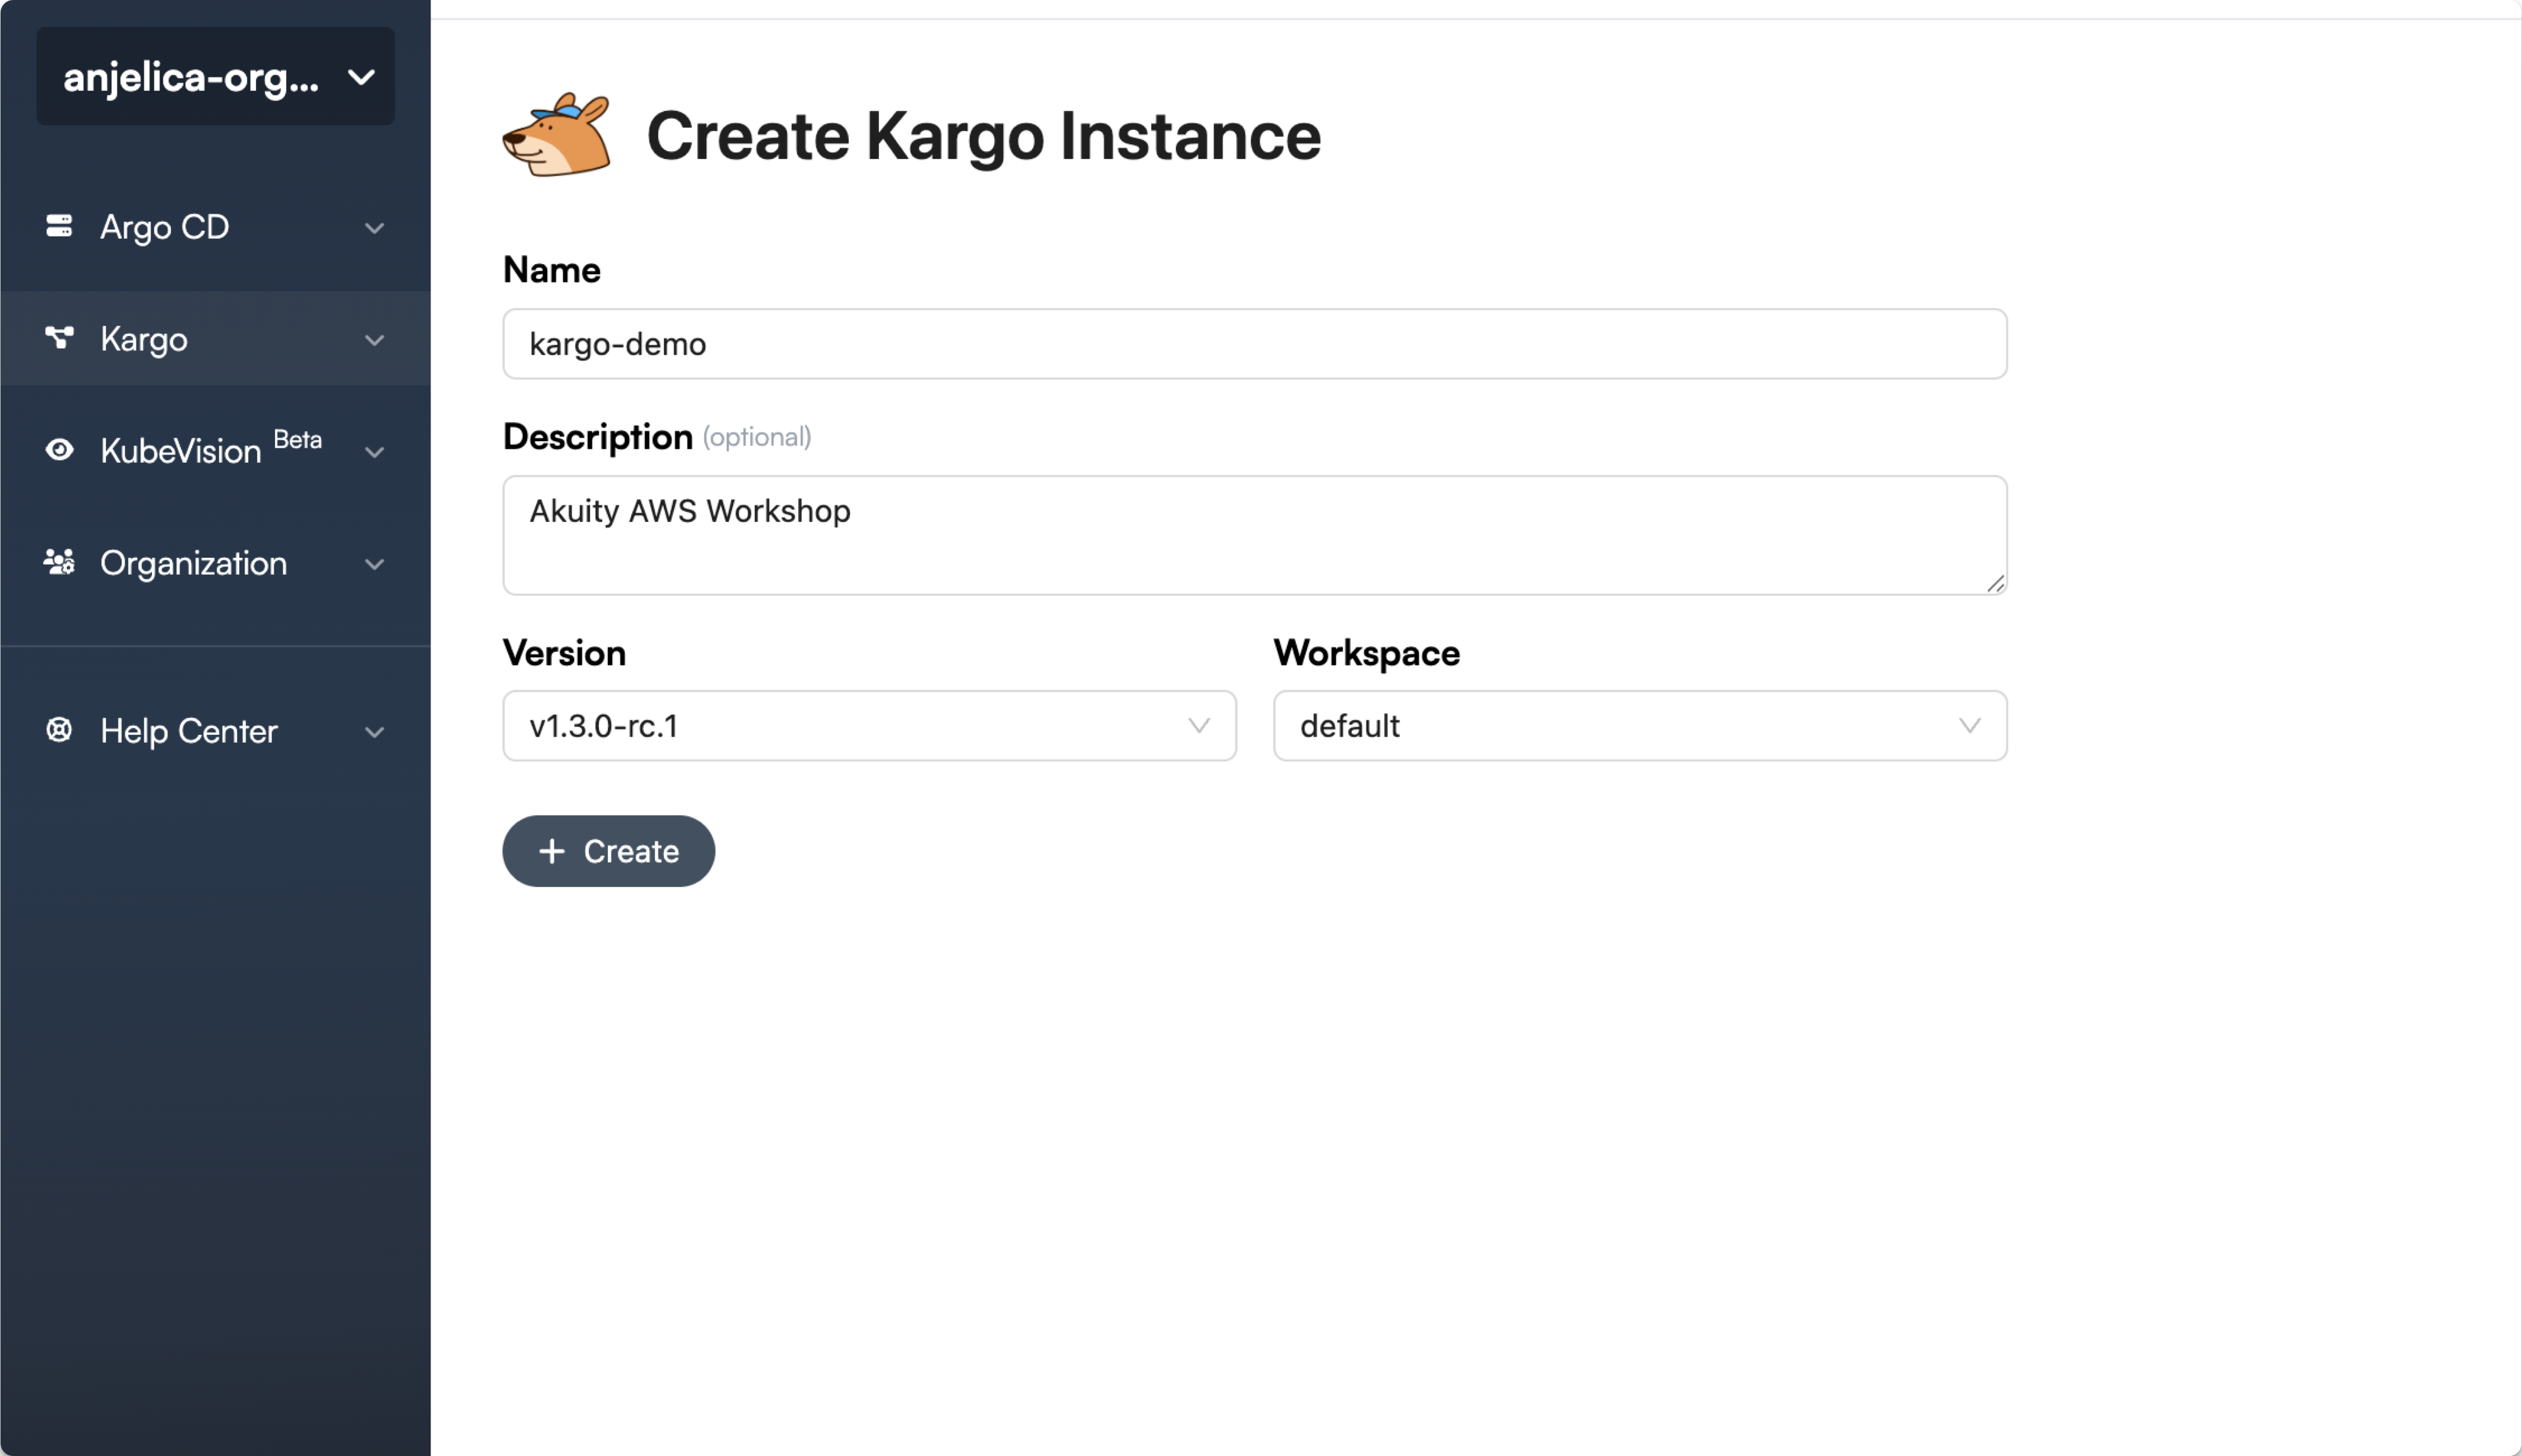 anjelica-org...
Argo CD
Kargo
KubeVision Beta
Organization
Help Center
Create Kargo Instance
Name
kargo-demo
Description (optional)
Akuity AWS Workshop
Version
Workspace
v1.3.0-rc.1
default
+ Create